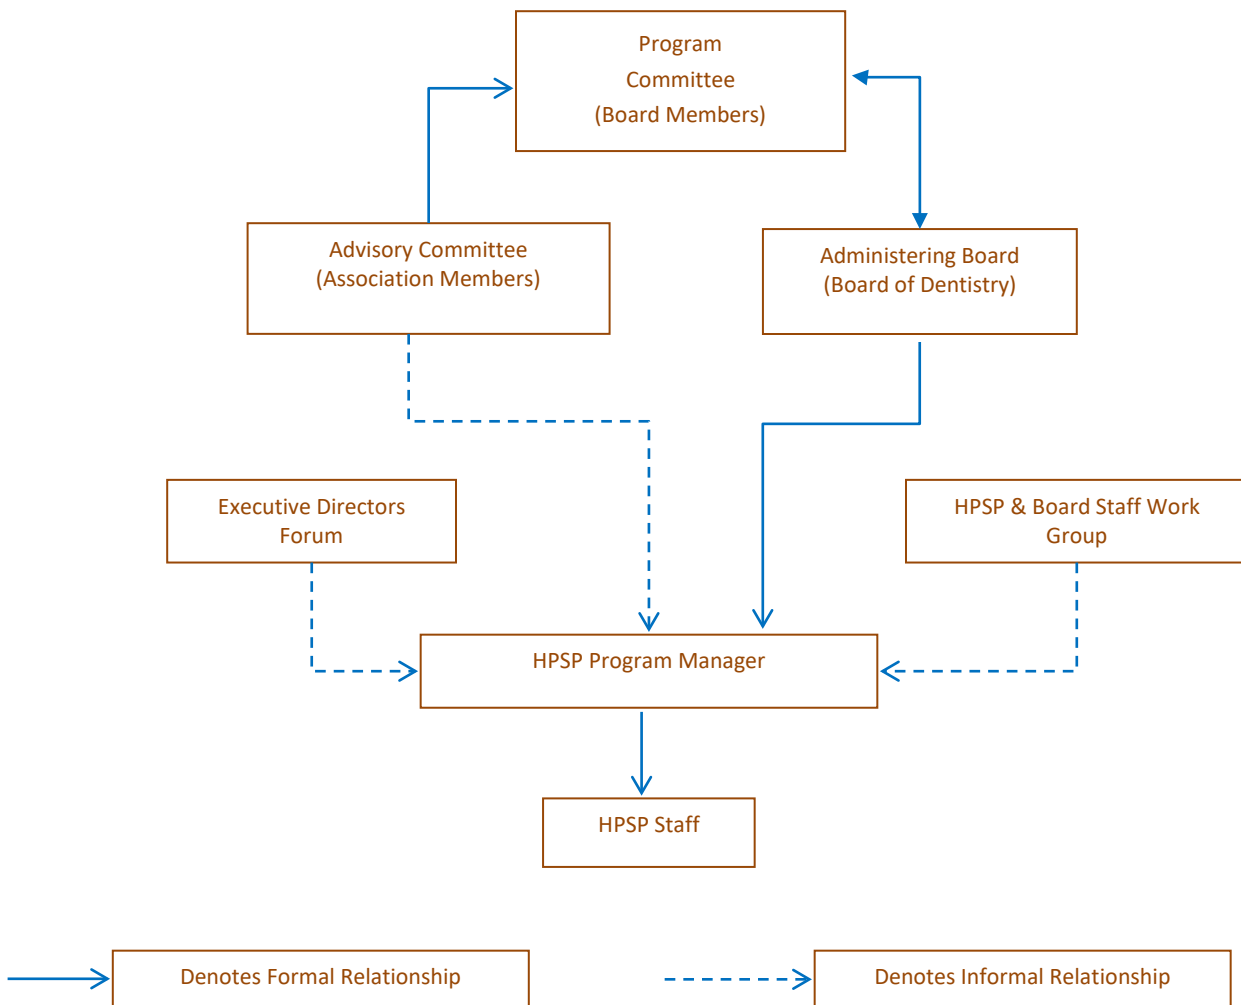 Program
Committee
(Board Members)
Advisory Committee
(Association Members)
Administering Board
(Board of Dentistry)
Executive Directors
Forum
HPSP & Board Staff Work
Group
HPSP Program Manager
HPSP Staff
Denotes Formal Relationship
Denotes Informal Relationship